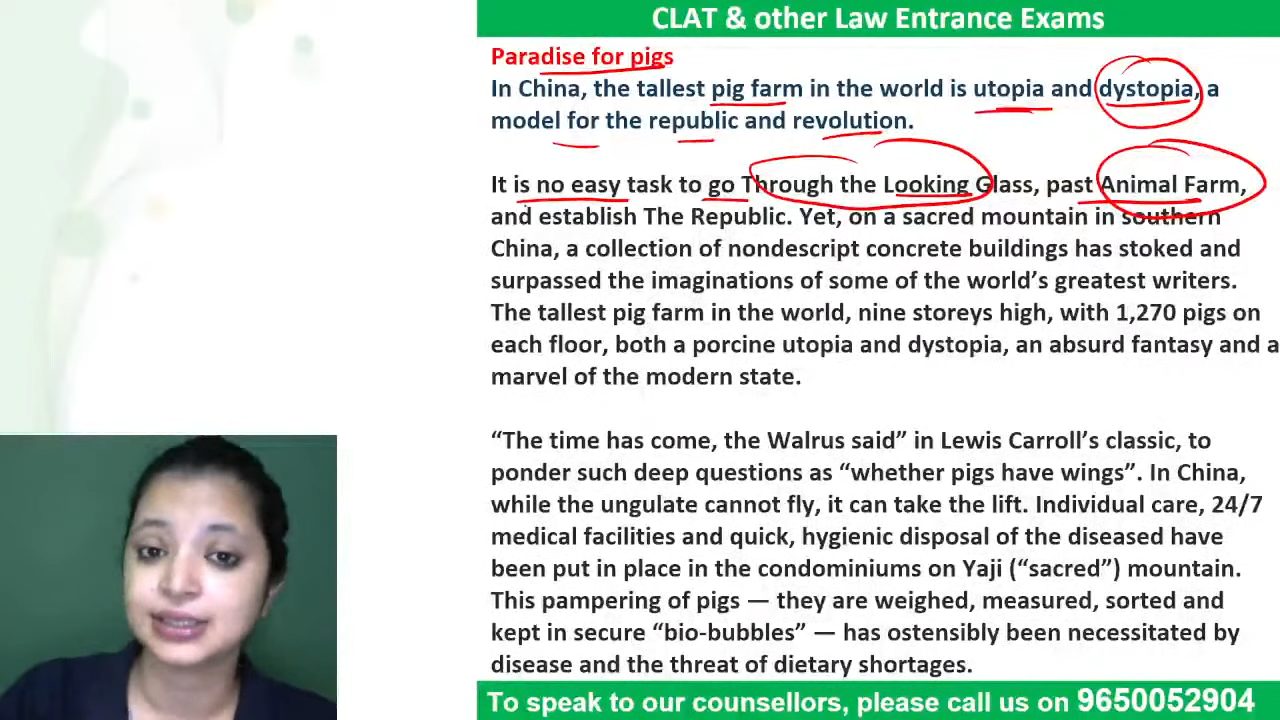 CLAT & other Law Entrance Exams
Paradise for pigs
In China, the tallest pig farm in the world is utopia and dystopia, a
model for the republic and revolution.
It is no easy task to go Through the Looking Glass, past Animal Farm,
and establish The Republic. Yet, on a sacred mountain in southern
China, a collection of nondescript concrete buildings has stoked and
surpassed the imaginations of some of the world’s greatest writers.
The tallest pig farm in the world, nine storeys high, with 1,270 pigs on
each floor, both a porcine utopia and dystopia, an absurd fantasy and a
marvel of the modern state.
“The time has come, the Walrus said” in Lewis Carroll’s classic, to
ponder such deep questions as “whether pigs have wings”. In China,
while the ungulate cannot fly, it can take the lift. Individual care, 24/7
medical facilities and quick, hygienic disposal of the diseased have
been put in place in the condominiums on Yaji (“sacred”) mountain.
This pampering of pigs — they are weighed, measured, sorted and
kept in secure “bio-bubbles” — has ostensibly been necessitated by
disease and the threat of dietary shortages.
To speak to our counsellors, please call us on 9650052904